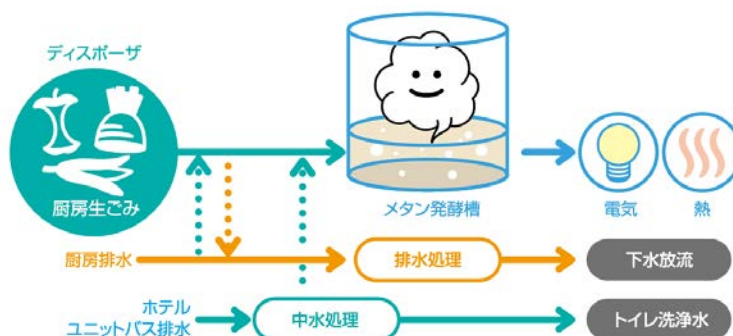 ディスポーザ
厨房生ごみ
メタン発酵槽
電気
熱
厨房排水
排水処理
下水放流
ホテル
ユニットバス排水
中水処理
トイレ洗浄水